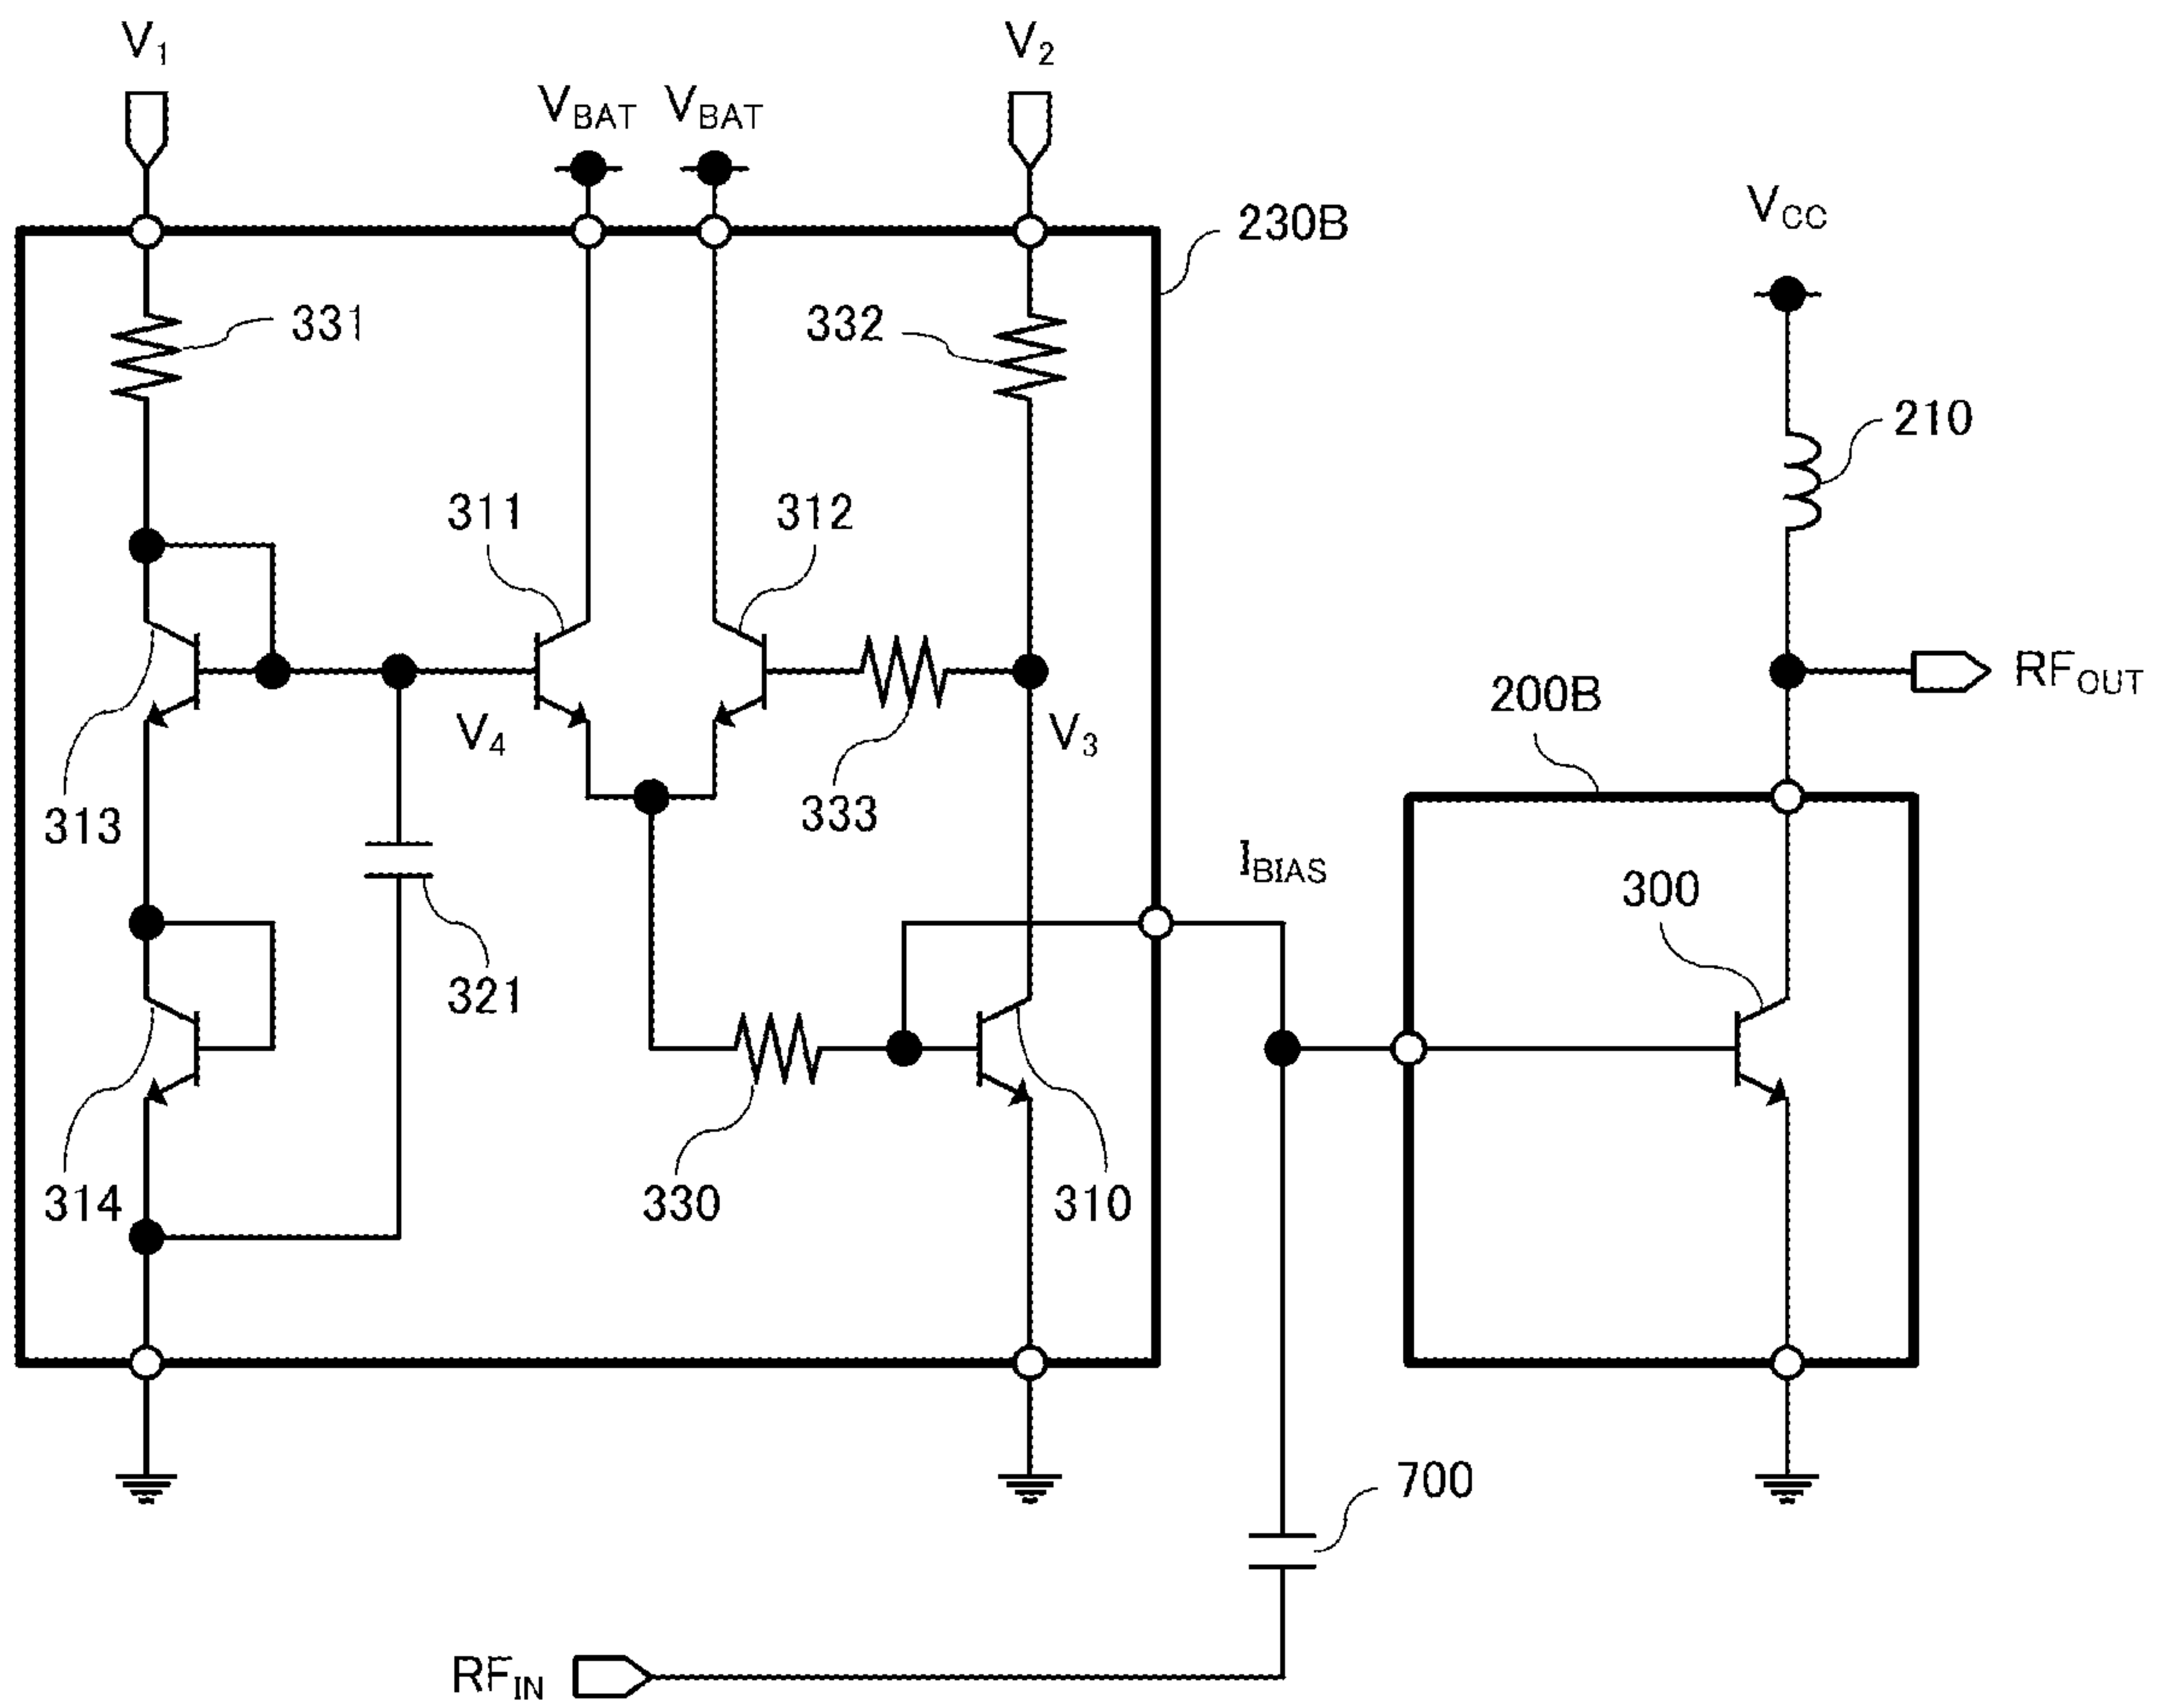 V1
V2
VBAT
VBAT
VCC
230B
331
332
210
311
312
RFOUT
200B
V4
V3
313
333
IBIAS
300
321
314
330
310
700
RFIN